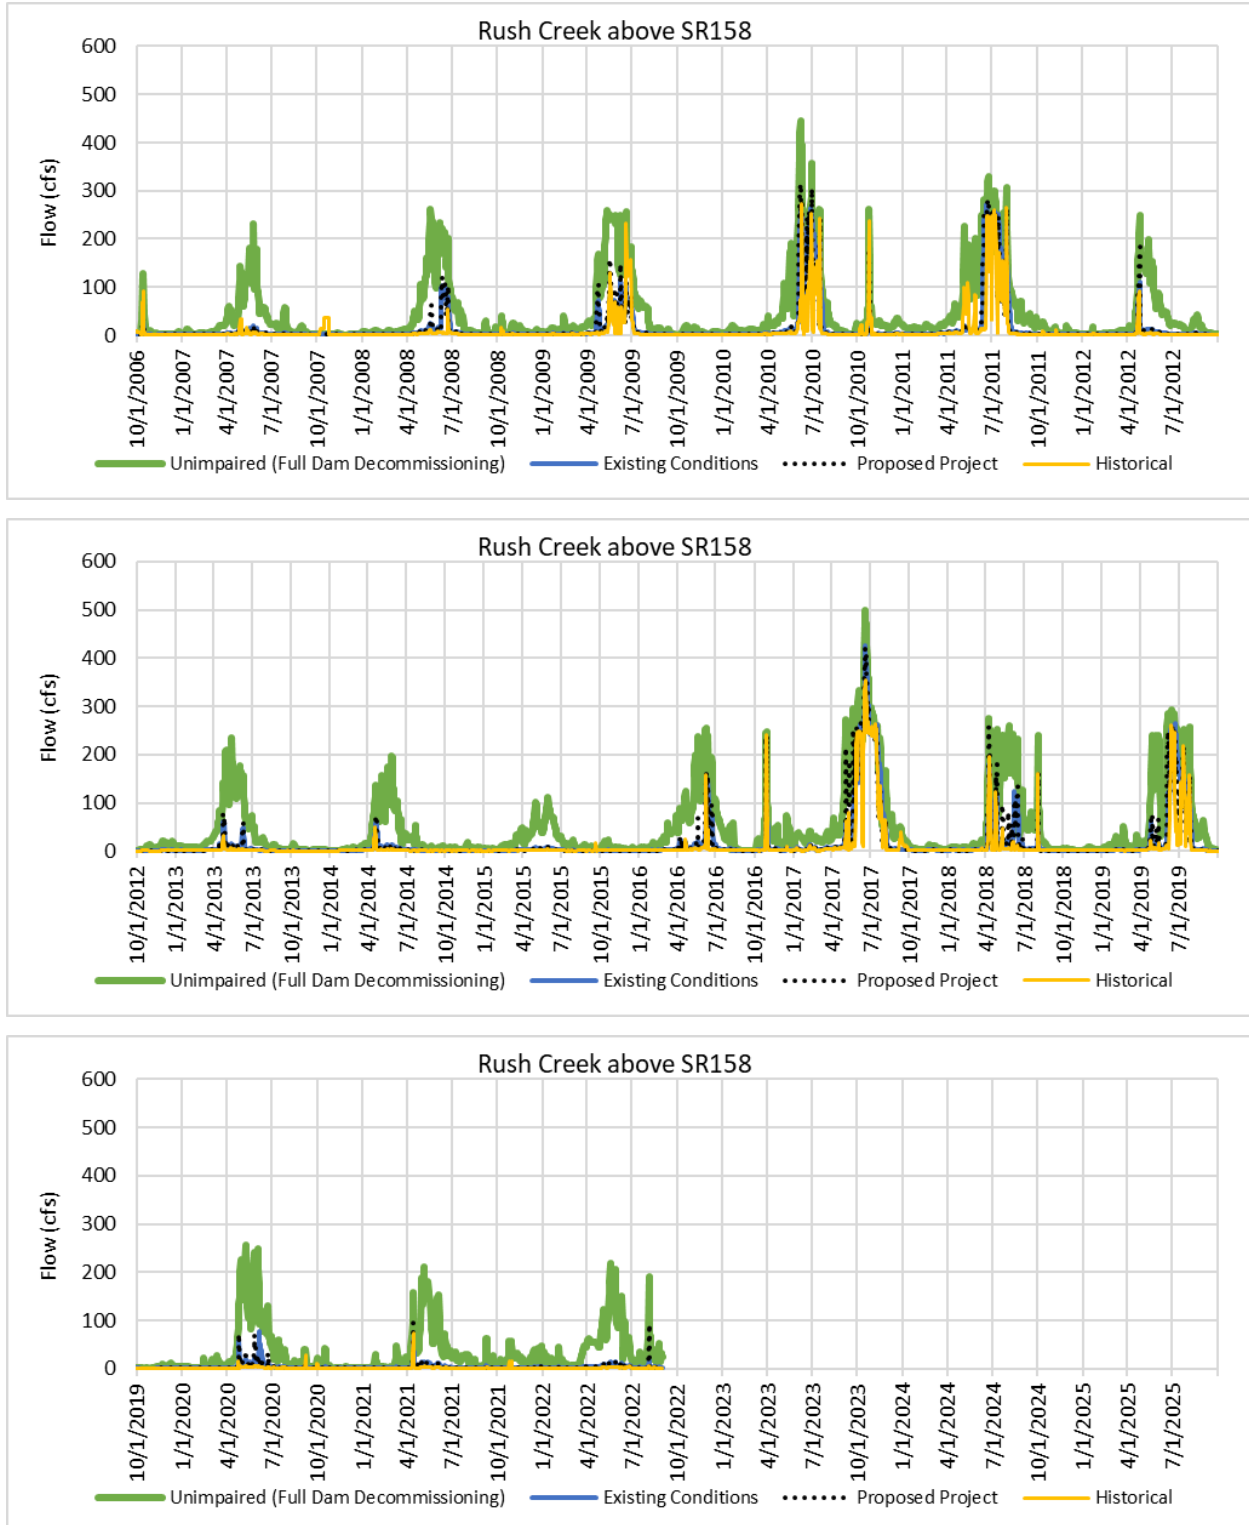 Rush Creek above SR158
600
500
400
300
200
100
0
Flow (cfs)
10/1/2006 1/1/2007 4/1/2007 7/1/2007 10/1/2007 1/1/2008 4/1/2008 7/1/2008 10/1/2008 1/1/2009 4/1/2009 7/1/2009 10/1/2009 1/1/2010 4/1/2010 7/1/2010 10/1/2010 1/1/2011 4/1/2011 7/1/2011 10/1/2011 1/1/2012 4/1/2012 7/1/2012
Unimpaired (Full Dam Decommissioning) Existing Conditions Proposed Project Historical
Rush Creek above SR158
600
500
400
300
200
100
0
Flow (cfs)
10/1/2012 1/1/2013 4/1/2013 7/1/2013 10/1/2013 1/1/2014 4/1/2014 7/1/2014 10/1/2014 1/1/2015 4/1/2015 7/1/2015 10/1/2015 1/1/2016 4/1/2016 7/1/2016 10/1/2016 1/1/2017 4/1/2017 7/1/2017 10/1/2017 1/1/2018 4/1/2018 7/1/2018 10/1/2018 1/1/2019 4/1/2019 7/1/2019
Unimpaired (Full Dam Decommissioning) Existing Conditions Proposed Project Historical
Rush Creek above SR158
600
500
400
300
200
100
0
Flow (cfs)
10/1/2019 1/1/2020 4/1/2020 7/1/2020 10/1/2020 1/1/2021 4/1/2021 7/1/2021 10/1/2021 1/1/2022 4/1/2022 7/1/2022 10/1/2022 1/1/2023 4/1/2023 7/1/2023 10/1/2023 1/1/2024 4/1/2024 7/1/2024 10/1/2024 1/1/2025 4/1/2025 7/1/2025
Unimpaired (Full Dam Decommissioning) Existing Conditions Proposed Project Historical